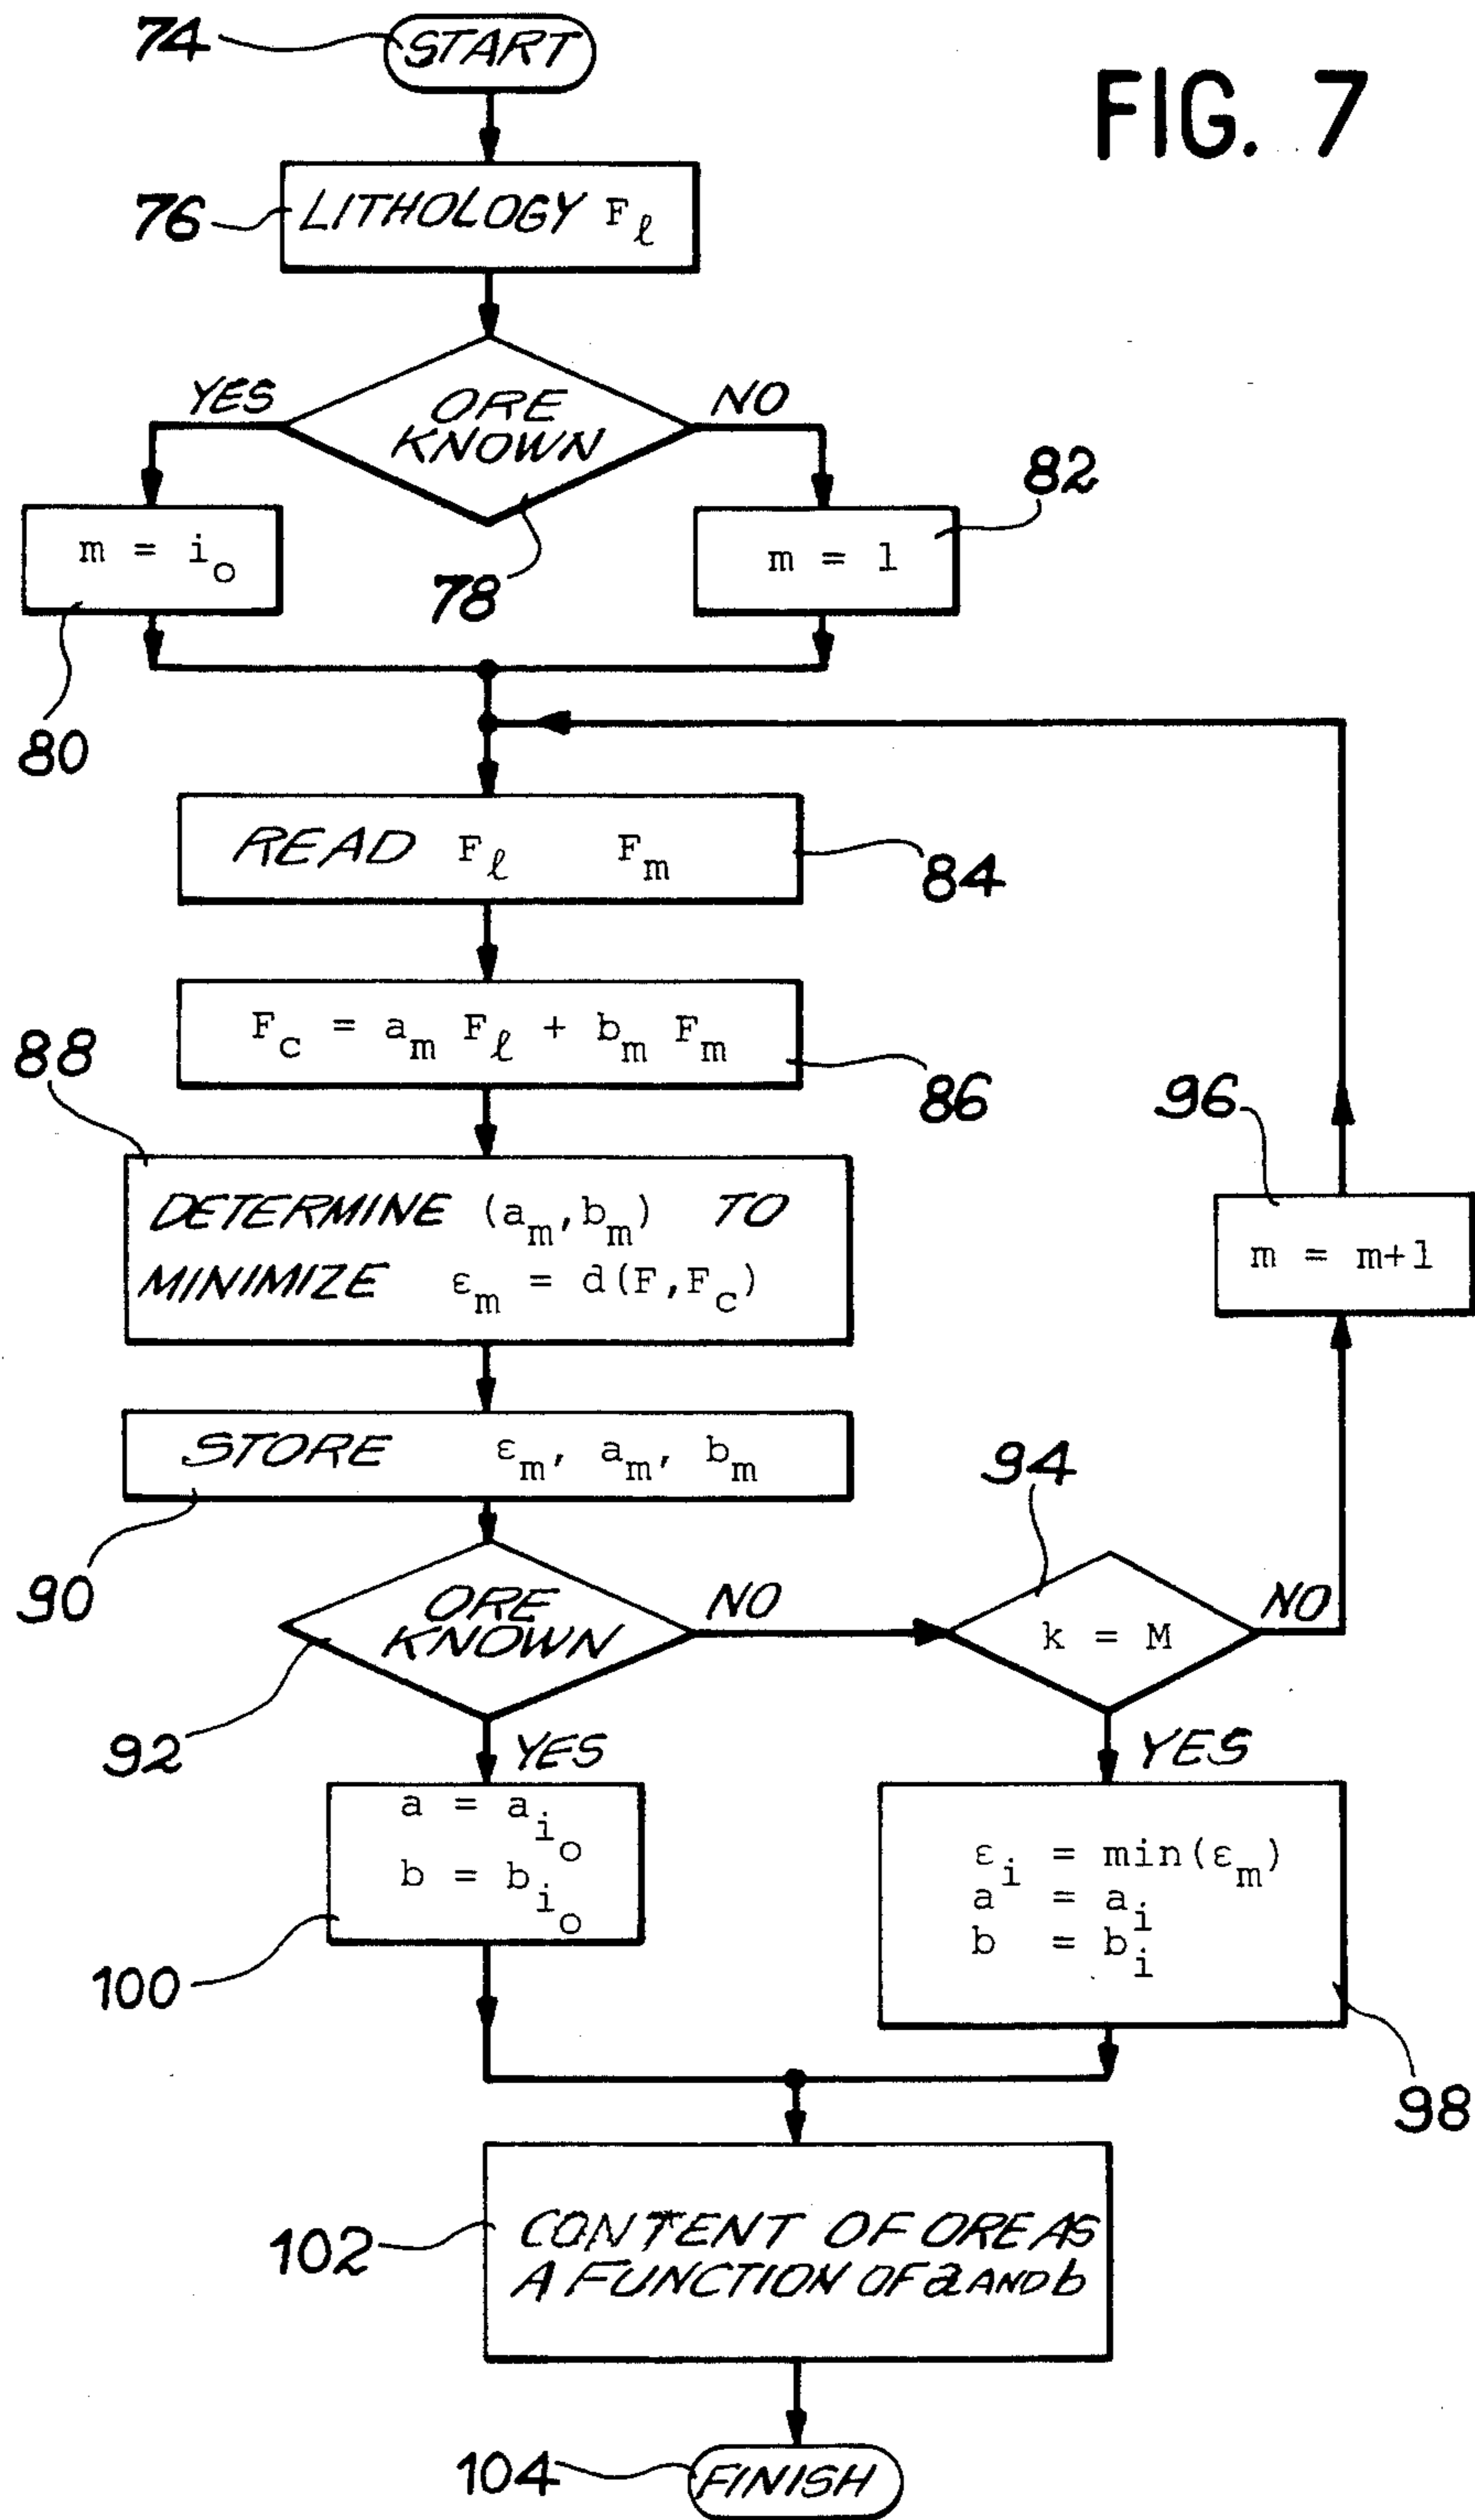 74
START
FIG. 7
76
LITHOLOGY Fℓ
YES
ORE
KNOWN
NO
82
m = i₀
m = 1
78
80
READ Fℓ Fm
84
88
Fc = am Fℓ + bm Fm
86
96
DETERMINE (am, bm) TO
MINIMIZE εm = d(F, Fc)
m = m+1
STORE εm, am, bm
94
90
ORE
KNOWN
NO
k = M
NO
92
YES
YES
a = ai₀
b = bi₀
εi = min(εm)
a = ai
b = bi
100
98
102
CONTENT OF ORE AS
A FUNCTION OF a AND b
104
FINISH